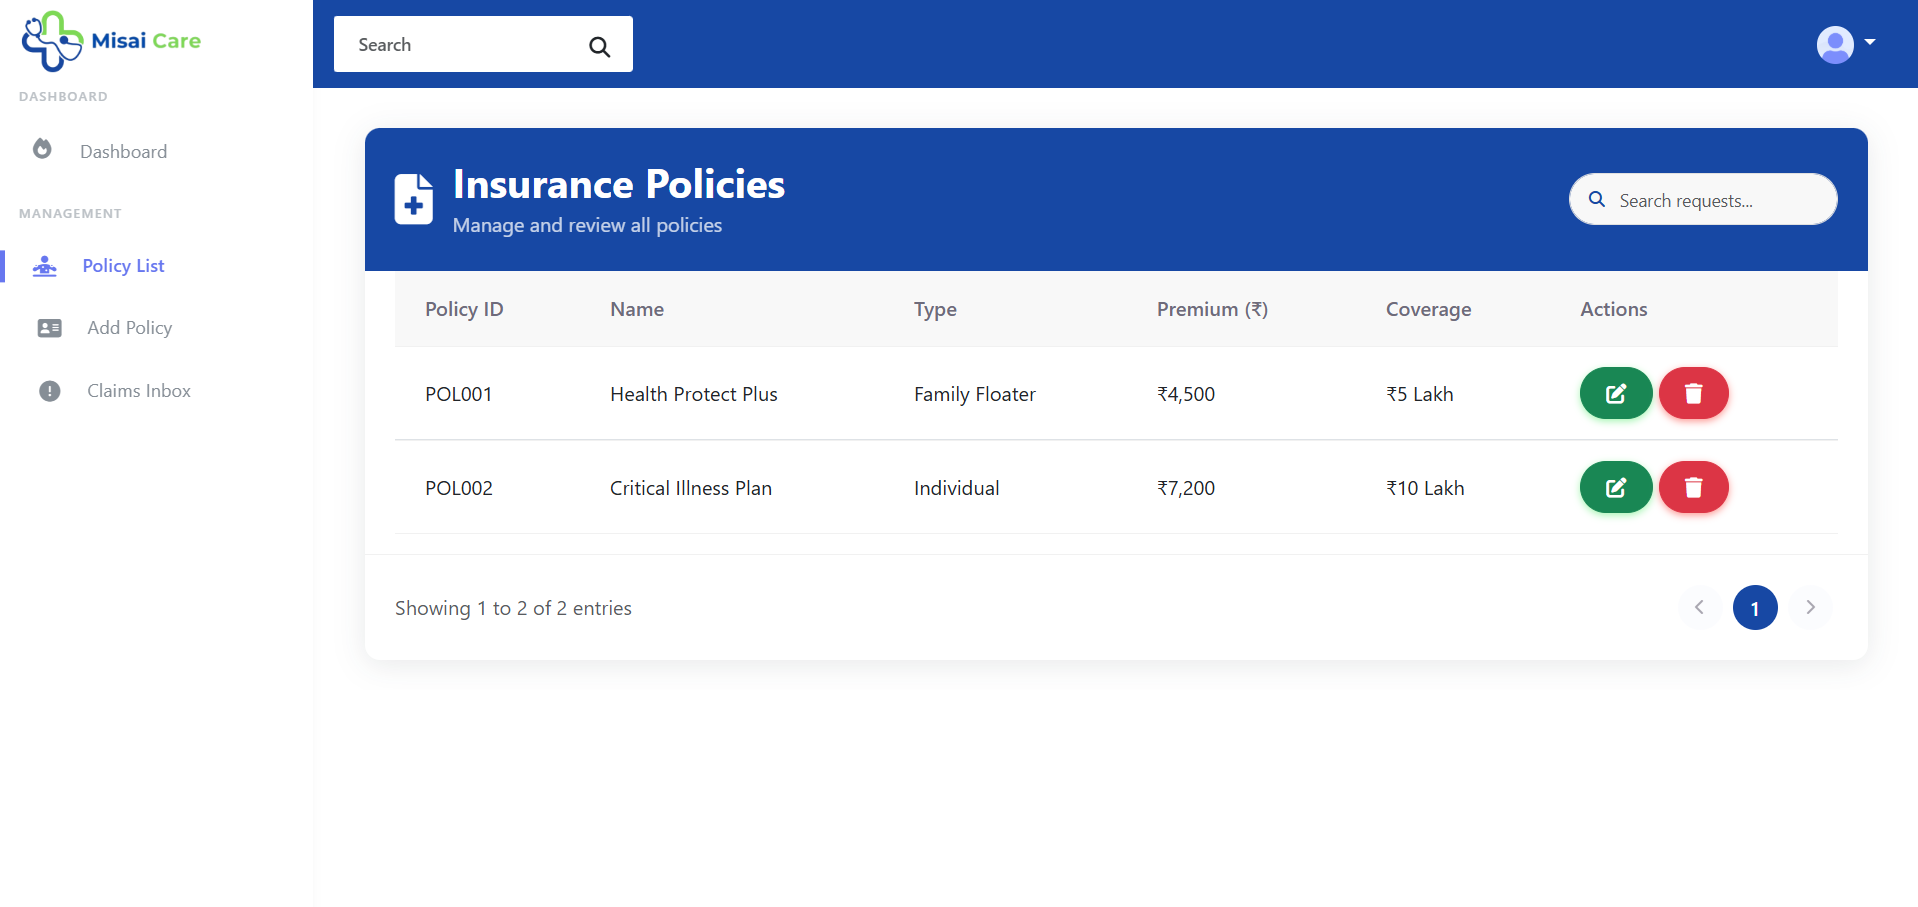 Misai Care
Search
DASHBOARD
Dashboard
MANAGEMENT
Policy List
Add Policy
Claims Inbox
Insurance Policies
Manage and review all policies
Search requests...
Policy ID Name Type Premium (₹) Coverage Actions
POL001 Health Protect Plus Family Floater ₹4,500 ₹5 Lakh
POL002 Critical Illness Plan Individual ₹7,200 ₹10 Lakh
Showing 1 to 2 of 2 entries
1